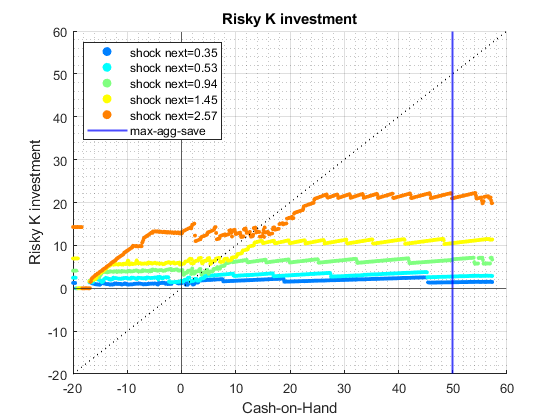 Risky K investment
shock next=0.35
shock next=0.53
shock next=0.94
shock next=1.45
shock next=2.57
max-agg-save
Risky K investment
60
50
40
30
20
10
0
-10
-20
-20 -10 0 10 20 30 40 50 60
Cash-on-Hand